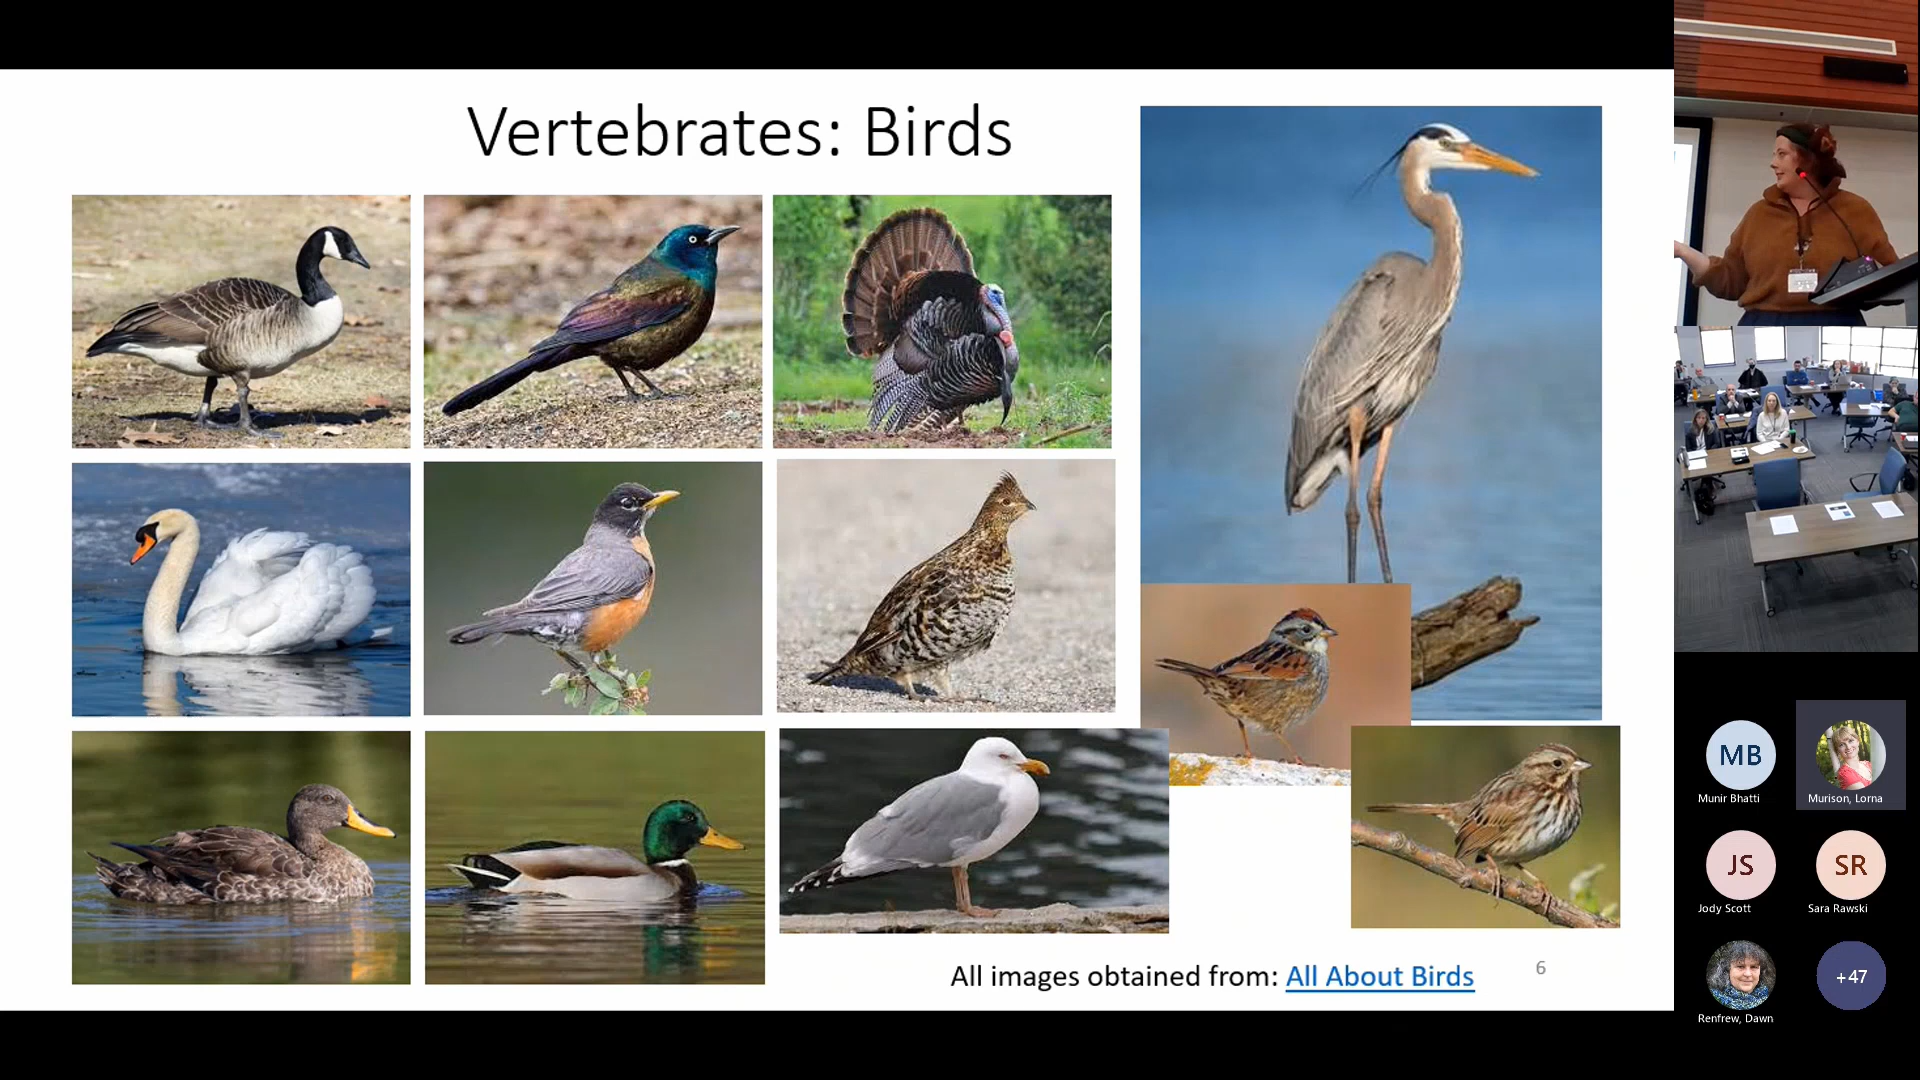 Vertebrates: Birds
All images obtained from: All About Birds
6
MB
Munir Bhatti
Murison, Lorna
JS
Jody Scott
SR
Sara Rawski
Renfrew, Dawn
+47